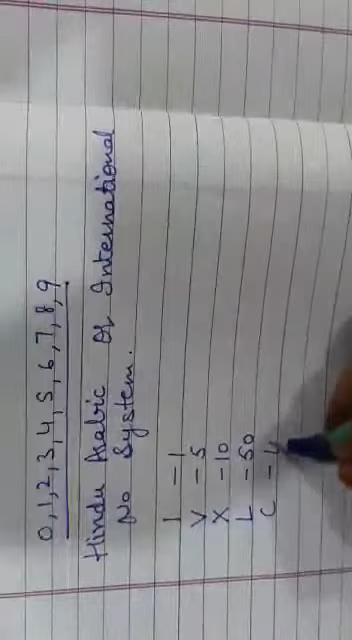 0,1,2,3,4,5,6,7,8,9
Hindu Arabic or International
No System.
I - 1
V - 5
X - 10
L - 50
C - 1